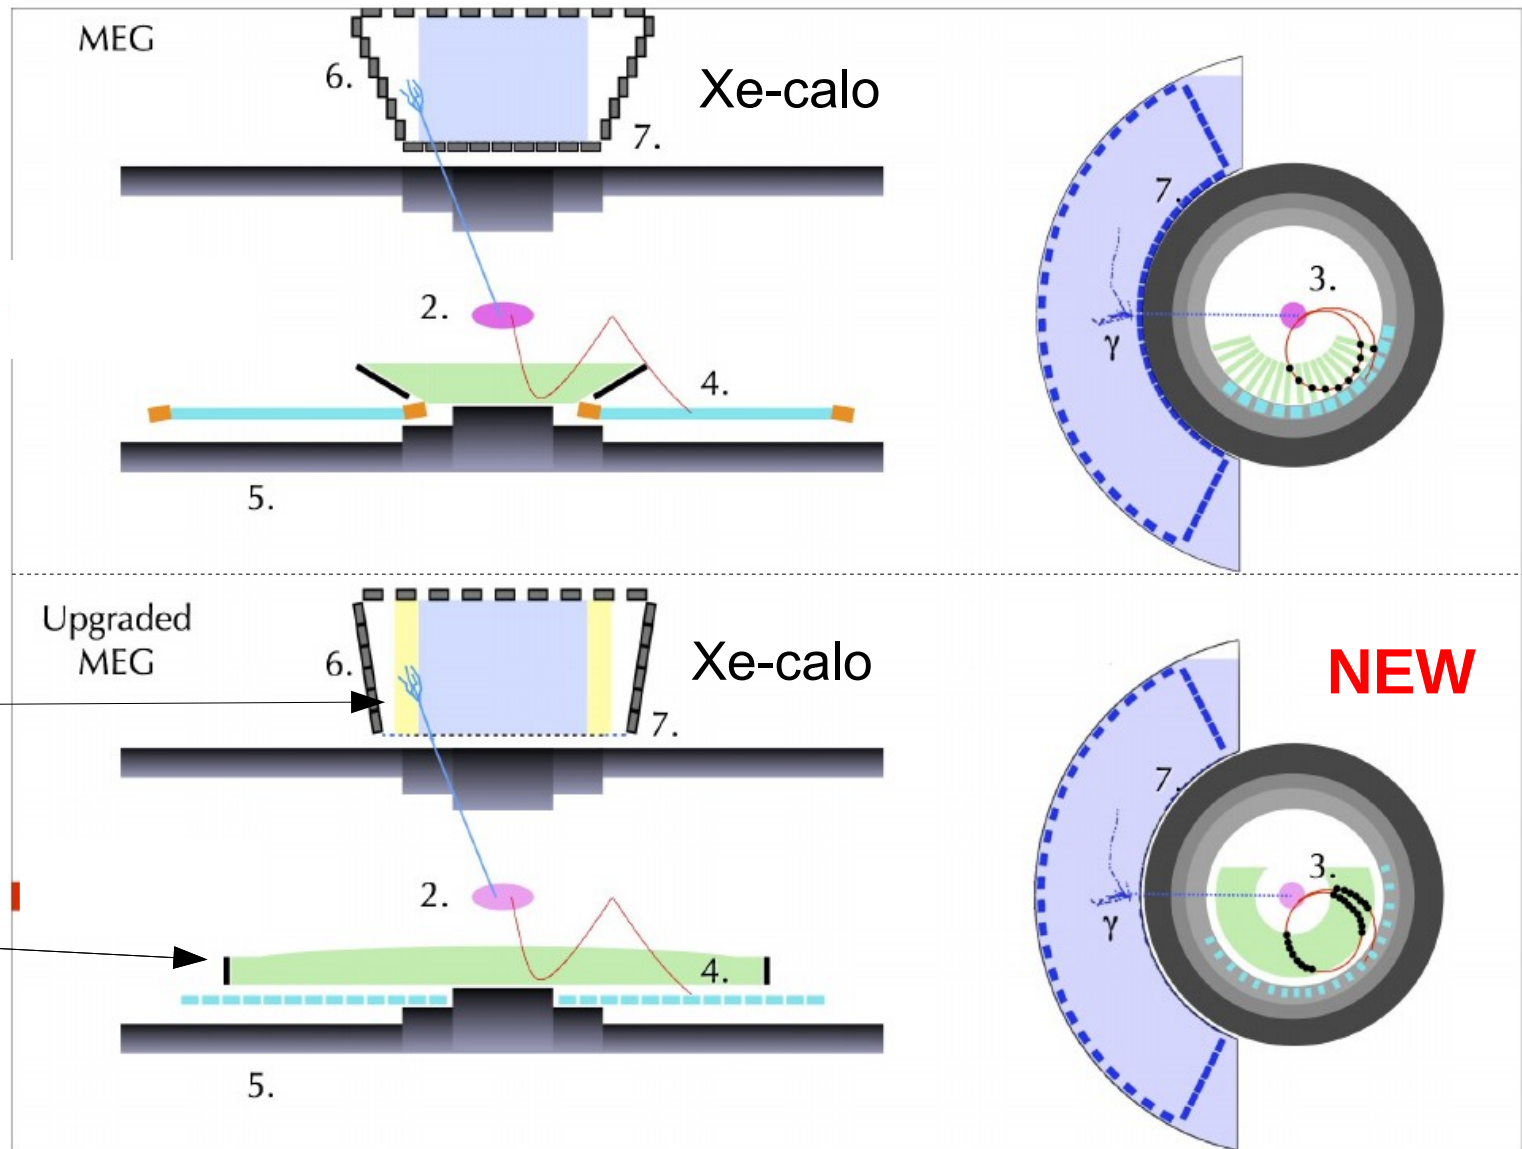 MEG
6.
Xe-calo
7.
2.
4.
5.
7.
3.
γ
Upgraded
MEG
6.
Xe-calo
7.
2.
4.
5.
NEW
7.
3.
γ